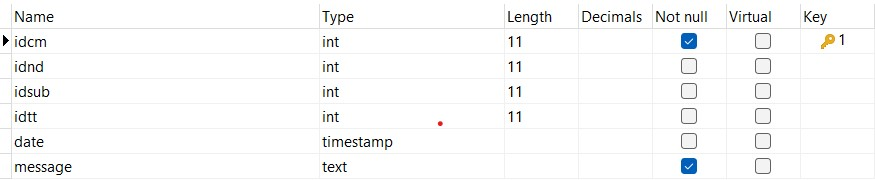 Name Type Length Decimals Not null Virtual Key
idcm int 11 1
idnd int 11
idsub int 11
idtt int 11
date timestamp
message text